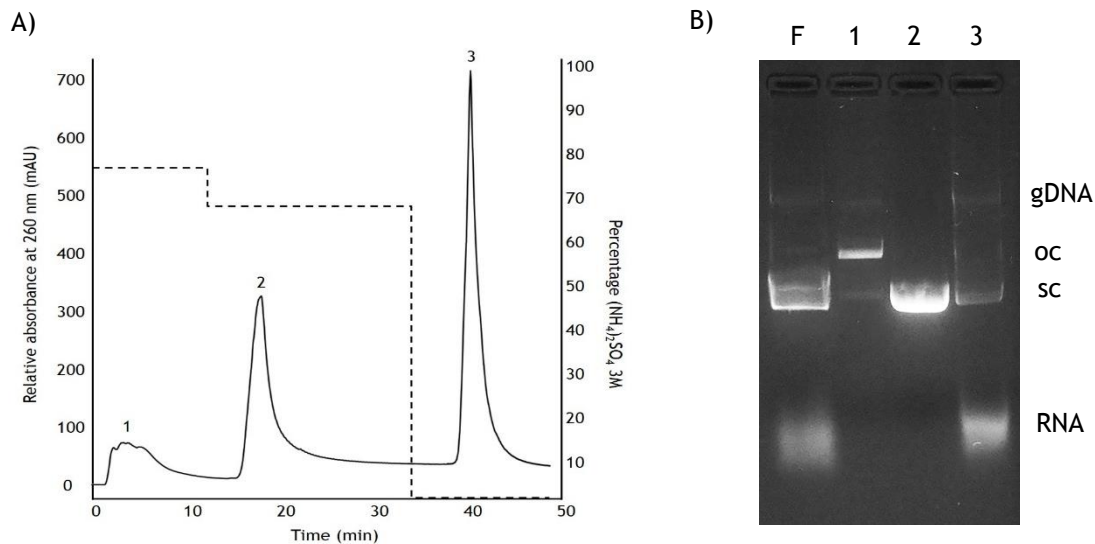 A)
Relative absorbance at 260 nm (mAU)
700
600
500
400
300
200
100
0
1
2
3
0
10
20
30
40
50
Time (min)
100
90
80
70
60
50
40
30
20
10
Percentage (NH₄)₂SO₄ 3M
B)
F 1 2 3
gDNA
oc
sc
RNA